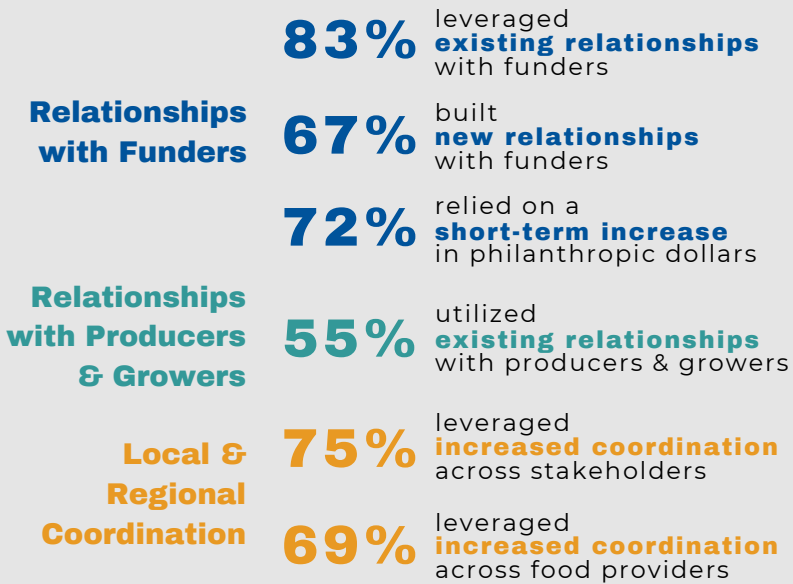 Relationships
with Funders
83%
leveraged
existing relationships
with funders
67%
built
new relationships
with funders
72%
relied on a
short-term increase
in philanthropic dollars
Relationships
with Producers
& Growers
55%
utilized
existing relationships
with producers & growers
Local &
Regional
Coordination
75%
leveraged
increased coordination
across stakeholders
69%
leveraged
increased coordination
across food providers